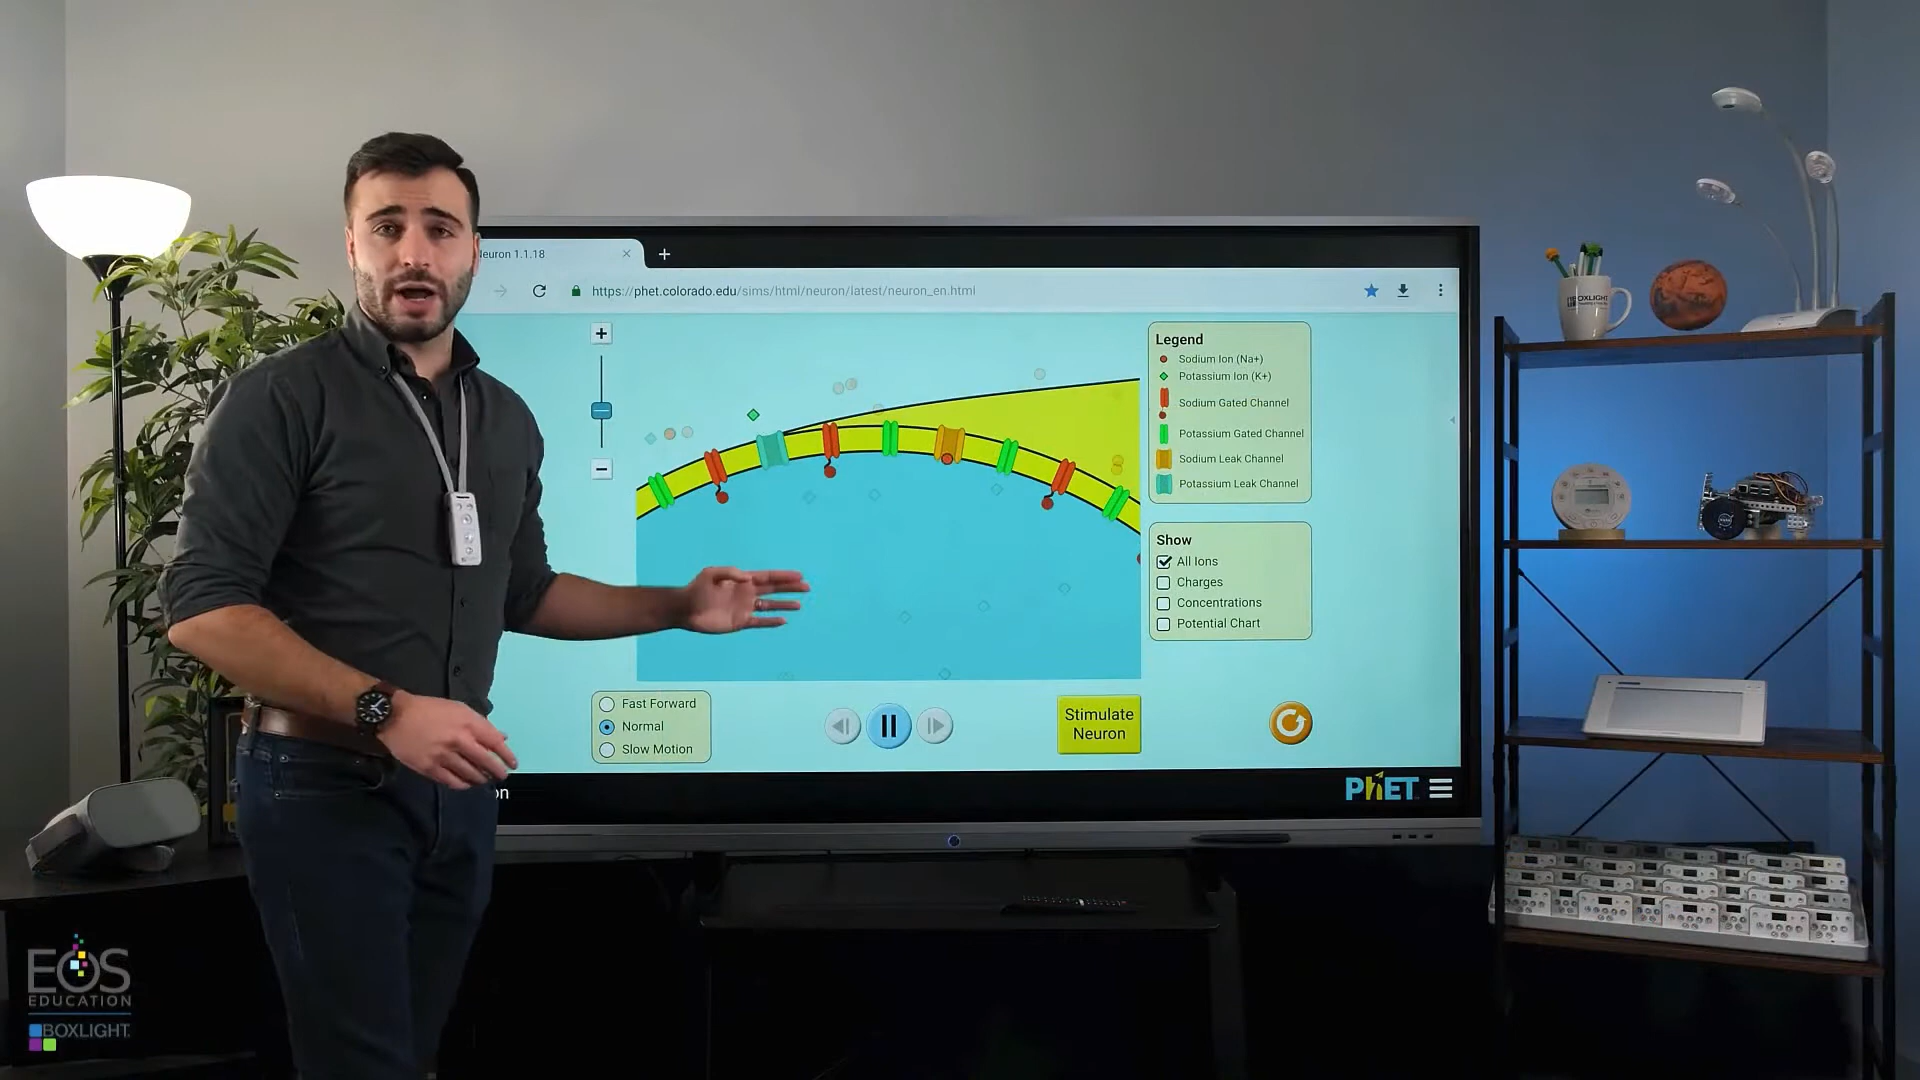 Neuron 1.1.18
https://phet.colorado.edu/sims/html/neuron/latest/neuron_en.html
Legend
Sodium Ion (Na+)
Potassium Ion (K+)
Sodium Gated Channel
Potassium Gated Channel
Sodium Leak Channel
Potassium Leak Channel
Show
All Ions
Charges
Concentrations
Potential Chart
Fast Forward
Normal
Slow Motion
Stimulate
Neuron
on
PhET
BOXLIGHT
EOS
EDUCATION
BOXLIGHT